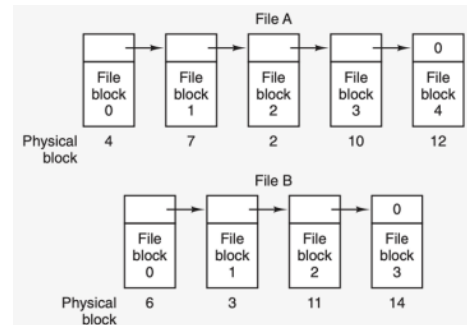 File A
0
File block 0
File block 1
File block 2
File block 3
File block 4
Physical block 4 7 2 10 12
File B
0
File block 0
File block 1
File block 2
File block 3
Physical block 6 3 11 14